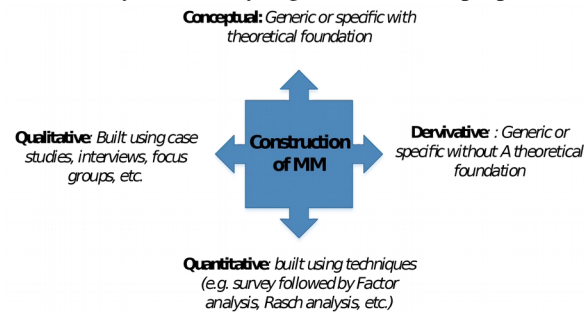 Conceptual: Generic or specific with
theoretical foundation
Qualitative: Built using case
studies, interviews, focus
groups, etc.
Construction
of MM
Dervivative: : Generic or
specific without A theoretical
foundation
Quantitative: built using techniques
(e.g. survey followed by Factor
analysis, Rasch analysis, etc.)